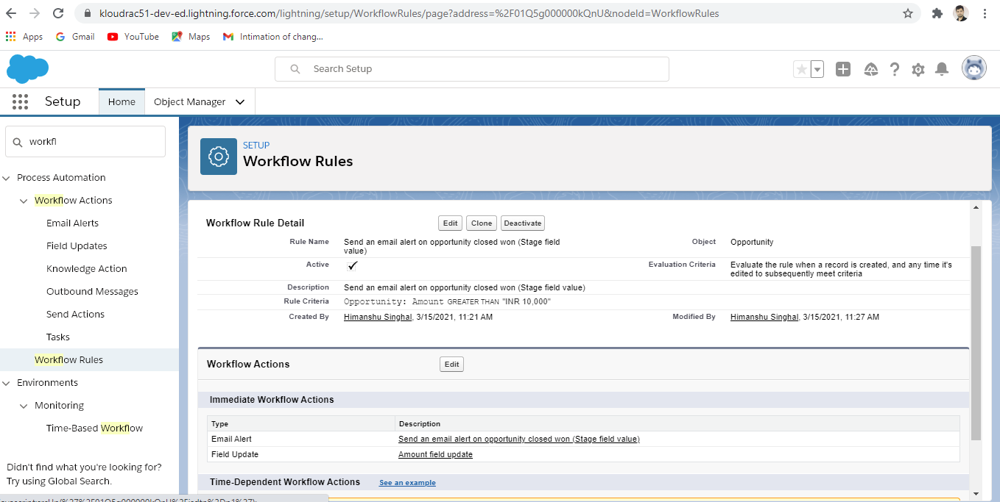 kloudrac51-dev-ed.lightning.force.com/lightning/setup/WorkflowRules/page?address=%2F01Q5g000000kQnU&nodeId=WorkflowRules
Apps Gmail YouTube Maps Intimation of chang...
Search Setup
Setup Home Object Manager
workfl
SETUP
Workflow Rules
Process Automation
Workflow Actions
Email Alerts
Field Updates
Knowledge Action
Outbound Messages
Send Actions
Tasks
Workflow Rules
Environments
Monitoring
Time-Based Workflow
Didn't find what you're looking for?
Try using Global Search.
Workflow Rule Detail Edit Clone Deactivate
Rule Name Send an email alert on opportunity closed won (Stage field Object Opportunity
value)
Active Evaluation Criteria Evaluate the rule when a record is created, and any time it's
edited to subsequently meet criteria
Description Send an email alert on opportunity closed won (Stage field value)
Rule Criteria Opportunity: Amount GREATER THAN "INR 10,000"
Created By Himanshu Singhal, 3/15/2021, 11:21 AM Modified By Himanshu Singhal, 3/15/2021, 11:27 AM
Workflow Actions Edit
Immediate Workflow Actions
Type Description
Email Alert Send an email alert on opportunity closed won (Stage field value)
Field Update Amount field update
Time-Dependent Workflow Actions See an example